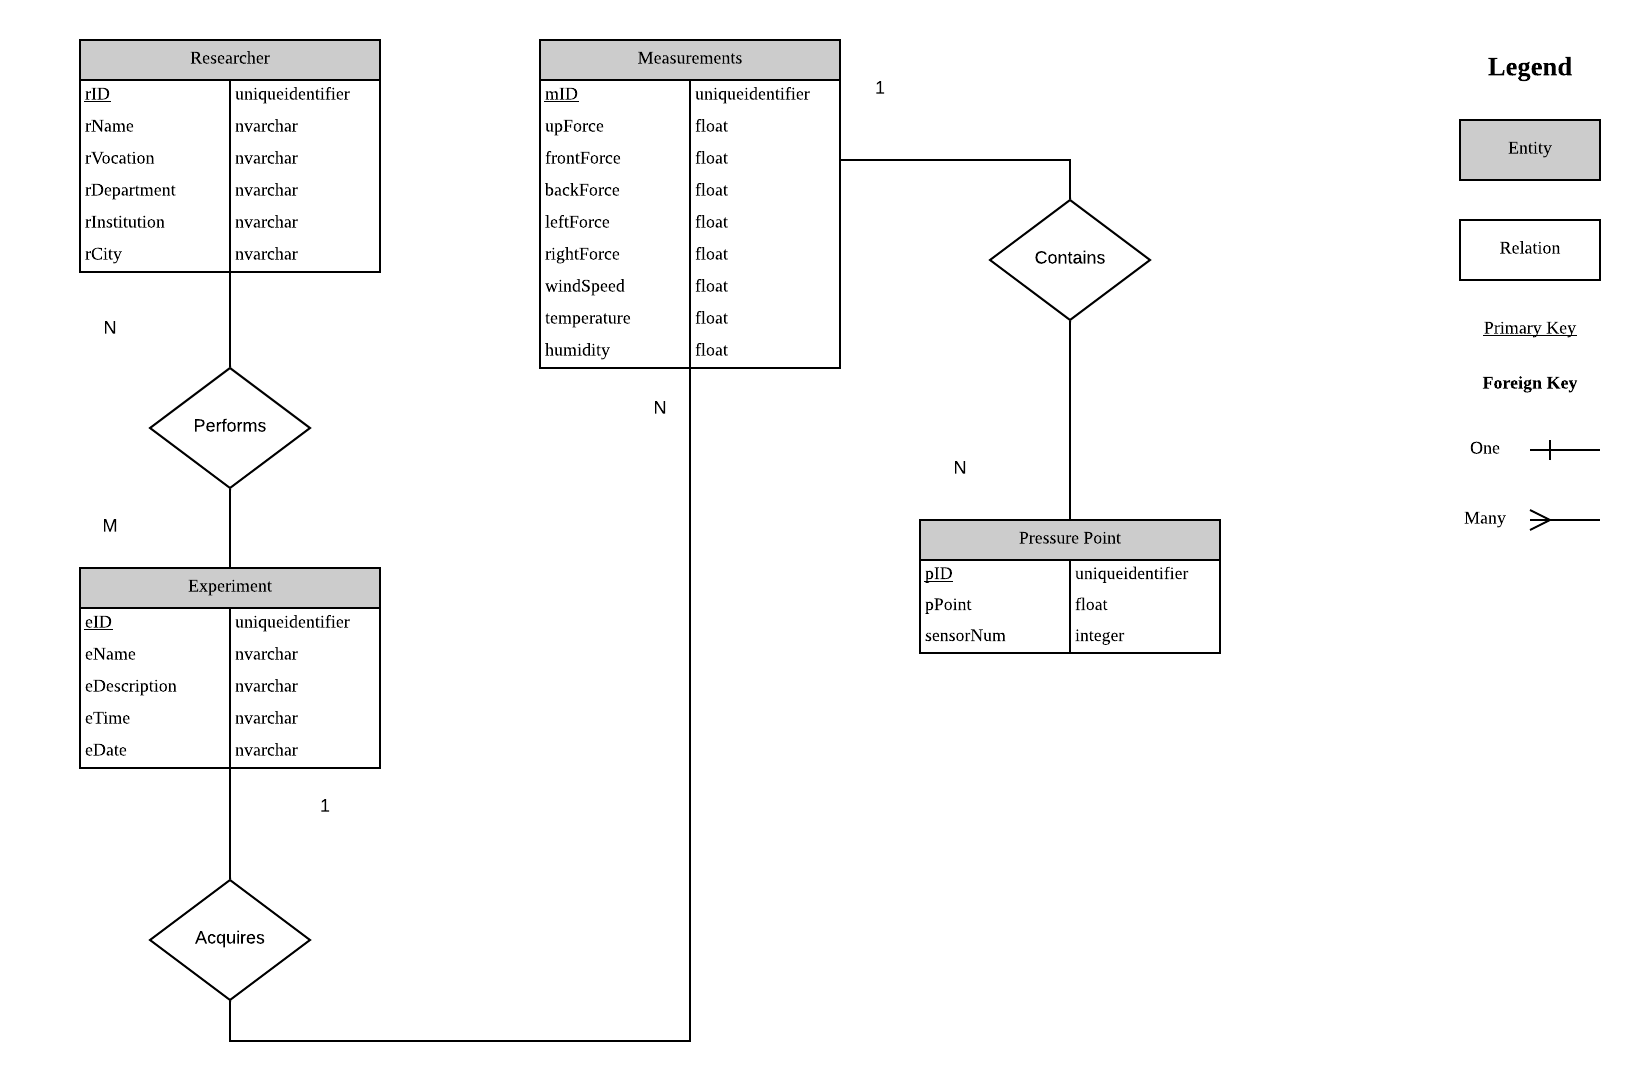 Researcher
rID uniqueidentifier
rName nvarchar
rVocation nvarchar
rDepartment nvarchar
rInstitution nvarchar
rCity nvarchar
N
Performs
M
Experiment
eID uniqueidentifier
eName nvarchar
eDescription nvarchar
eTime nvarchar
eDate nvarchar
1
Acquires
Measurements
mID uniqueidentifier
upForce float
frontForce float
backForce float
leftForce float
rightForce float
windSpeed float
temperature float
humidity float
N
1
Contains
N
Pressure Point
pID uniqueidentifier
pPoint float
sensorNum integer
Legend
Entity
Relation
Primary Key
Foreign Key
One
Many